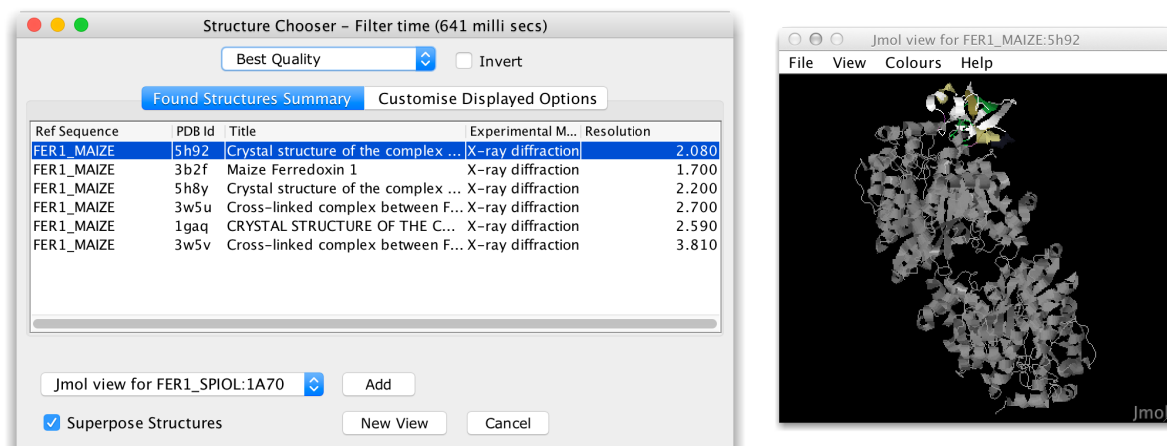 Structure Chooser – Filter time (641 milli secs)
Best Quality
Invert
Found Structures Summary Customise Displayed Options
Ref Sequence PDB Id Title Experimental M... Resolution
FER1_MAIZE 5h92 Crystal structure of the complex ... X-ray diffraction 2.080
FER1_MAIZE 3b2f Maize Ferredoxin 1 X-ray diffraction 1.700
FER1_MAIZE 5h8y Crystal structure of the complex ... X-ray diffraction 2.200
FER1_MAIZE 3w5u Cross-linked complex between F... X-ray diffraction 2.700
FER1_MAIZE 1gaq CRYSTAL STRUCTURE OF THE C... X-ray diffraction 2.590
FER1_MAIZE 3w5v Cross-linked complex between F... X-ray diffraction 3.810
Jmol view for FER1_SPIOL:1A70 Add
Superpose Structures New View Cancel
Jmol view for FER1_MAIZE:5h92
File View Colours Help
Jmol